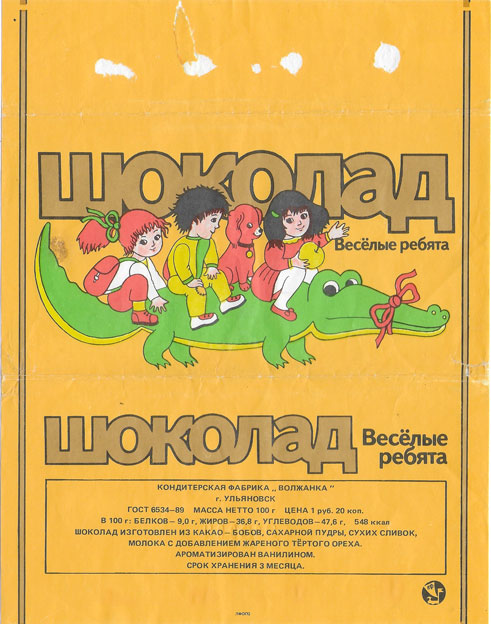 ШОКОЛАД
Весёлые ребята
ШОКОЛАД
Весёлые
ребята
КОНДИТЕРСКАЯ ФАБРИКА „ ВОЛЖАНКА "
г. УЛЬЯНОВСК
ГОСТ 6534–89 МАССА НЕТТО 100 г ЦЕНА 1 руб. 20 коп.
В 100 г: БЕЛКОВ – 9,0 г, ЖИРОВ – 36,8 г, УГЛЕВОДОВ – 47,6 г, 548 ккал
ШОКОЛАД ИЗГОТОВЛЕН ИЗ КАКАО – БОБОВ, САХАРНОЙ ПУДРЫ, СУХИХ СЛИВОК,
МОЛОКА С ДОБАВЛЕНИЕМ ЖАРЕНОГО ТЁРТОГО ОРЕХА.
АРОМАТИЗИРОВАН ВАНИЛИНОМ.
СРОК ХРАНЕНИЯ 3 МЕСЯЦА.